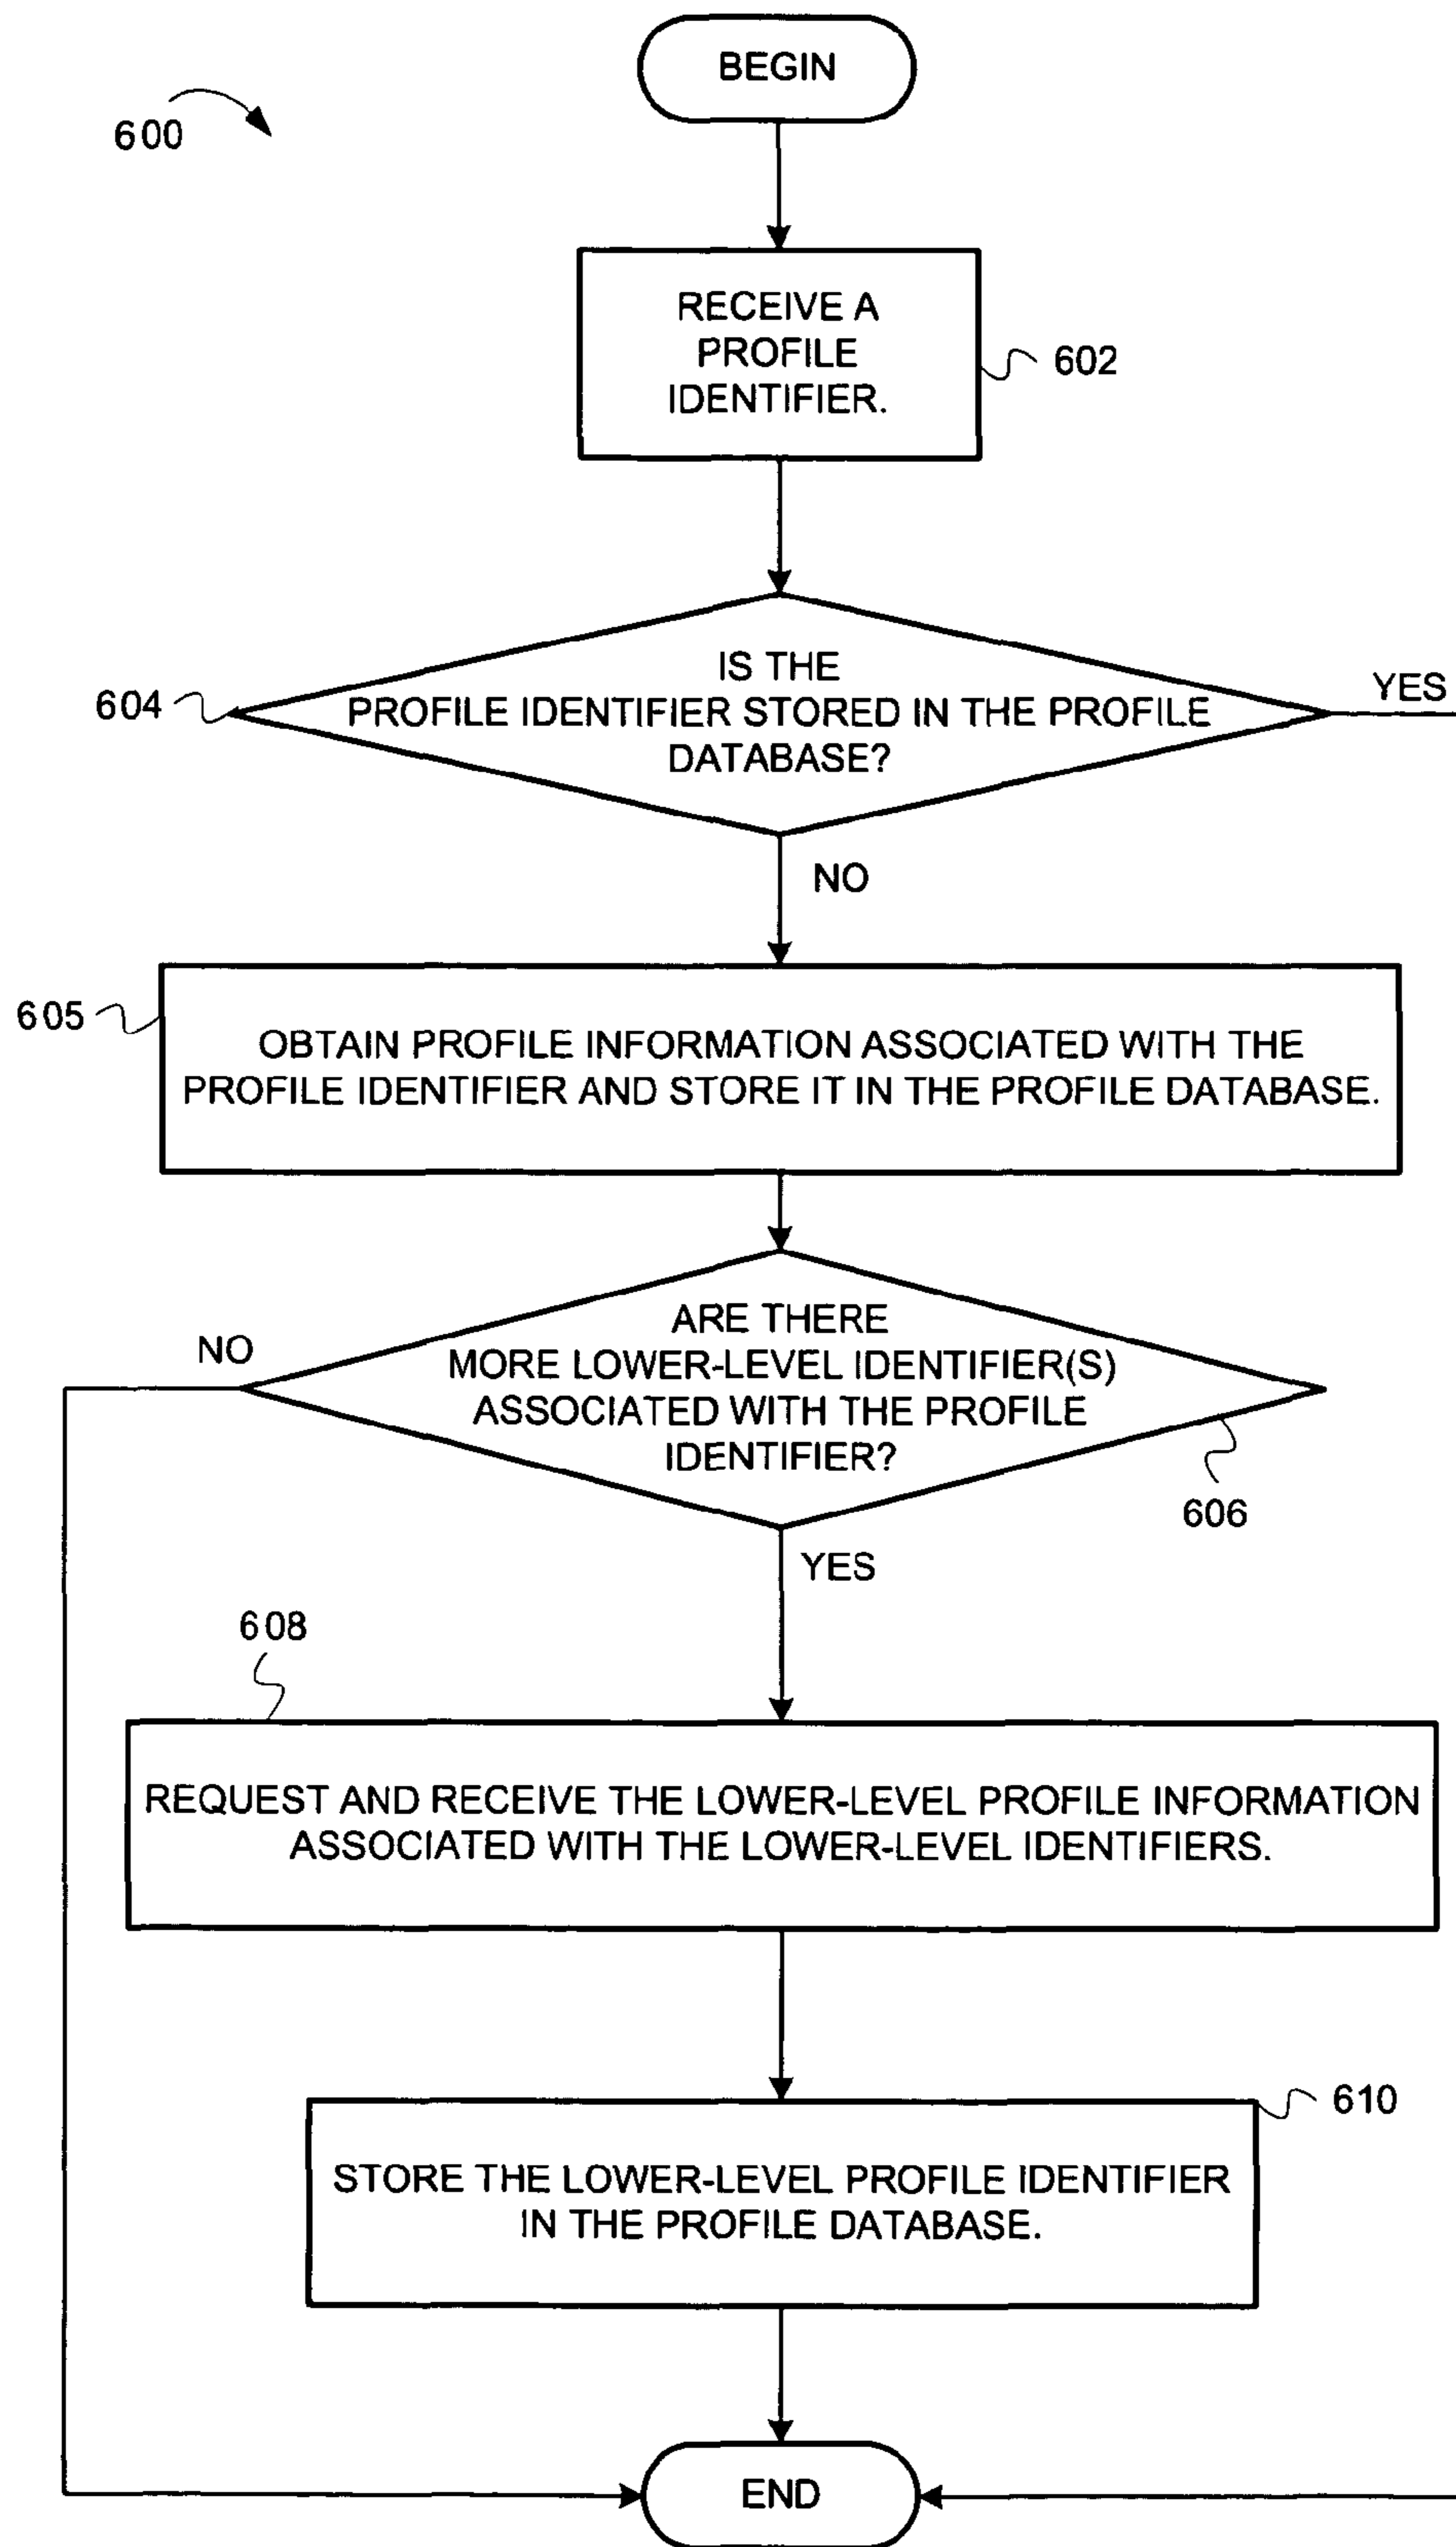 BEGIN
600
RECEIVE A
PROFILE
IDENTIFIER.
602
IS THE
PROFILE IDENTIFIER STORED IN THE PROFILE
DATABASE?
604
YES
NO
605
OBTAIN PROFILE INFORMATION ASSOCIATED WITH THE
PROFILE IDENTIFIER AND STORE IT IN THE PROFILE DATABASE.
ARE THERE
MORE LOWER-LEVEL IDENTIFIER(S)
ASSOCIATED WITH THE PROFILE
IDENTIFIER?
NO
606
YES
608
REQUEST AND RECEIVE THE LOWER-LEVEL PROFILE INFORMATION
ASSOCIATED WITH THE LOWER-LEVEL IDENTIFIERS.
610
STORE THE LOWER-LEVEL PROFILE IDENTIFIER
IN THE PROFILE DATABASE.
END